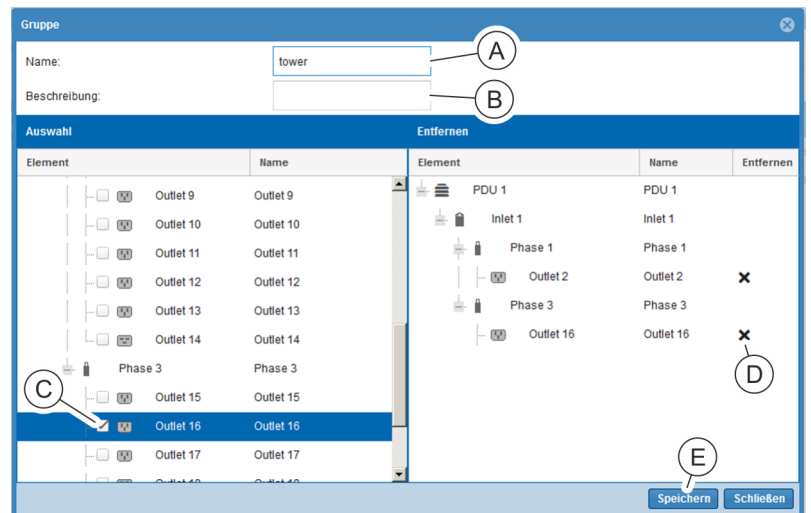 Gruppe
Name: tower A
Beschreibung: B
Auswahl Entfernen
Element Name Element Name Entfernen
Outlet 9 Outlet 9 PDU 1 PDU 1
Outlet 10 Outlet 10 Inlet 1 Inlet 1
Outlet 11 Outlet 11 Phase 1 Phase 1
Outlet 12 Outlet 12 Outlet 2 Outlet 2
Outlet 13 Outlet 13 Phase 3 Phase 3
Outlet 14 Outlet 14 Outlet 16 Outlet 16
Phase 3 Phase 3 D
C Outlet 15 Outlet 15
Outlet 16 Outlet 16
Outlet 17 Outlet 17 E
Speichern Schließen